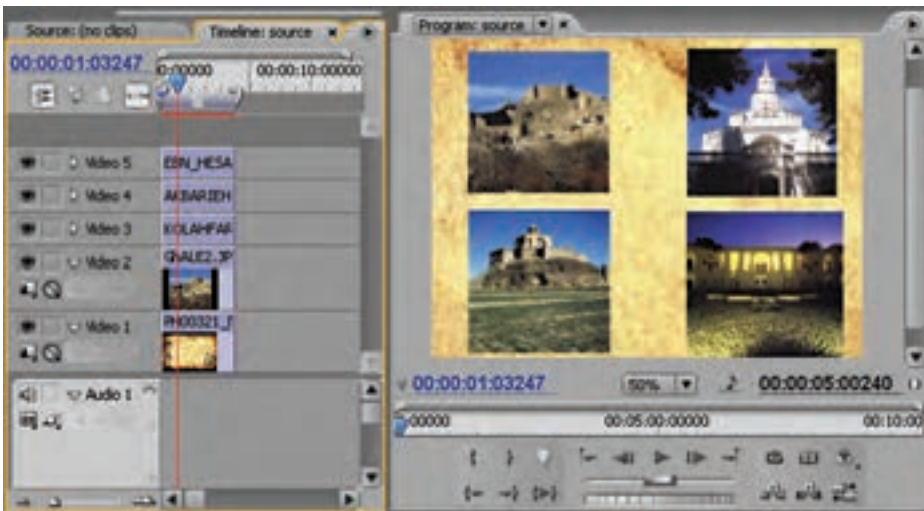 Source: (no clips)
Timeline: source
00:00:01:03247
0:00000 00:00:10:00000
Video 5 EBN_HESA
Video 4 AKBARIEH
Video 3 KOLAHFAR
Video 2 GHALE2.JP
Video 1 PH00321_
Audio 1
Program: source
00:00:01:03247 50% 00:00:05:00240
00000 00:05:00:00000 00:10:00